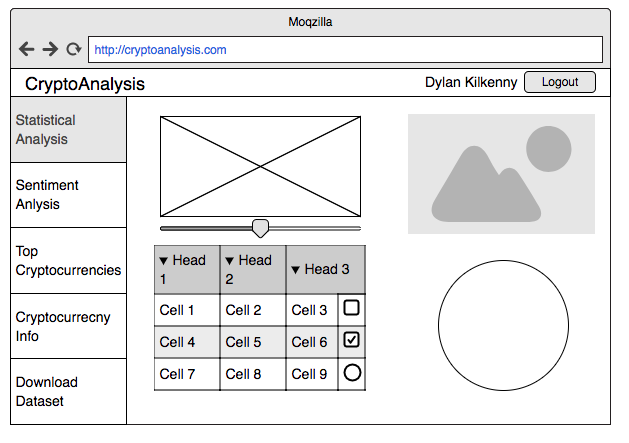 Moqzilla
http://cryptoanalysis.com
CryptoAnalysis
Dylan Kilkenny
Logout
Statistical
Analysis
Sentiment
Anlysis
Top
Cryptocurrencies
Cryptocurrecny
Info
Download
Dataset
Head
1
Head
2
Head 3
Cell 1
Cell 2
Cell 3
Cell 4
Cell 5
Cell 6
Cell 7
Cell 8
Cell 9